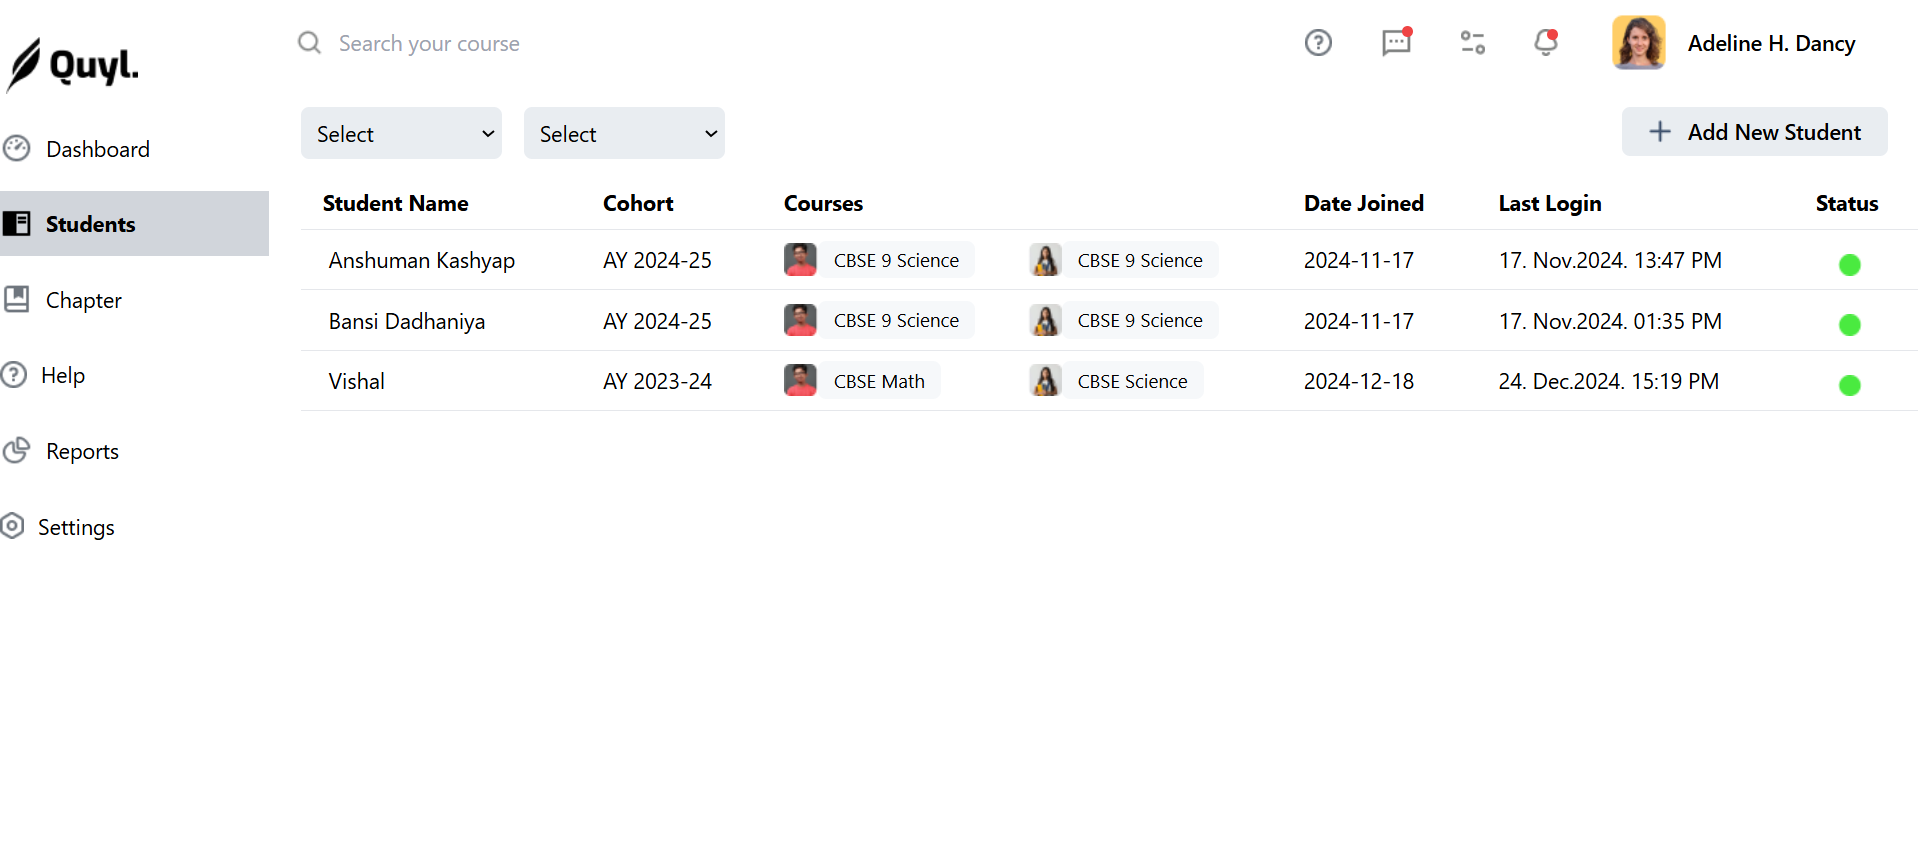 Quyl.
Search your course
Adeline H. Dancy
Select
Select
Add New Student
Dashboard
Students
Chapter
Help
Reports
Settings
Student Name Cohort Courses Date Joined Last Login Status
Anshuman Kashyap AY 2024-25 CBSE 9 Science CBSE 9 Science 2024-11-17 17. Nov.2024. 13:47 PM
Bansi Dadhaniya AY 2024-25 CBSE 9 Science CBSE 9 Science 2024-11-17 17. Nov.2024. 01:35 PM
Vishal AY 2023-24 CBSE Math CBSE Science 2024-12-18 24. Dec.2024. 15:19 PM